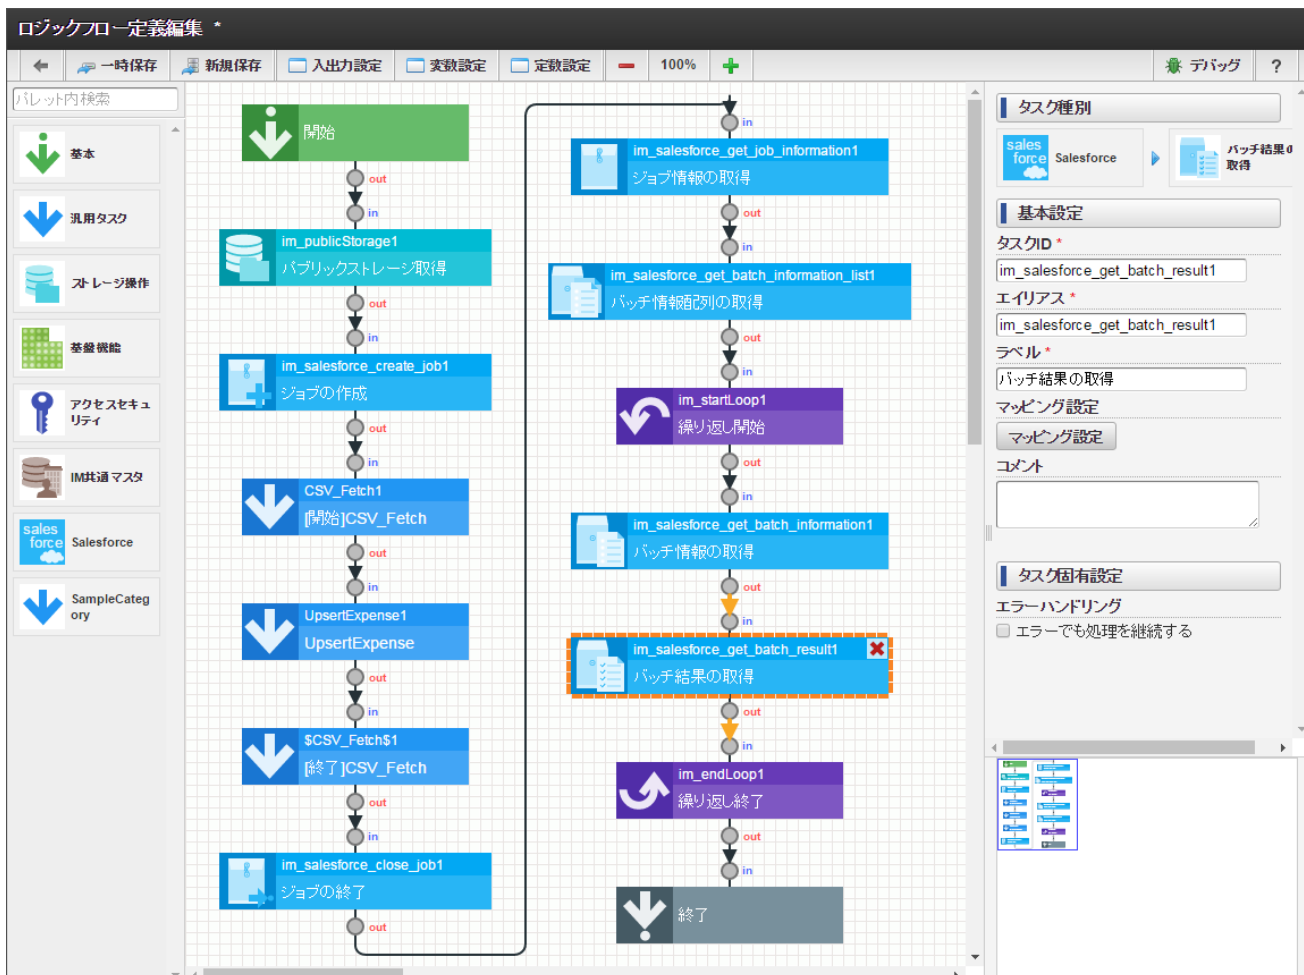 ロジックフロー定義編集 *
一時保存
新規保存
入出力設定
変数設定
定数設定
100%
デバッグ
?
パレット内検索
基本
汎用タスク
ストレージ操作
基盤機能
アクセスセキュ
リティ
IM共通マスタ
sales
force
Salesforce
SampleCateg
ory
開始
out
in
im_publicStorage1
パブリックストレージ取得
out
in
im_salesforce_create_job1
ジョブの作成
out
in
CSV_Fetch1
[開始]CSV_Fetch
out
in
UpsertExpense1
UpsertExpense
out
in
$CSV_Fetch$1
[終了]CSV_Fetch
out
in
im_salesforce_close_job1
ジョブの終了
out
in
im_salesforce_get_job_information1
ジョブ情報の取得
out
in
im_salesforce_get_batch_information_list1
バッチ情報配列の取得
out
in
im_startLoop1
繰り返し開始
out
in
im_salesforce_get_batch_information1
バッチ情報の取得
out
in
im_salesforce_get_batch_result1
バッチ結果の取得
out
in
im_endLoop1
繰り返し終了
out
in
終了
タスク種別
sales
force
Salesforce
バッチ結果の
取得
基本設定
タスクID *
im_salesforce_get_batch_result1
エイリアス *
im_salesforce_get_batch_result1
ラベル *
バッチ結果の取得
マッピング設定
マッピング設定
コメント
タスク固有設定
エラーハンドリング
エラーでも処理を継続する